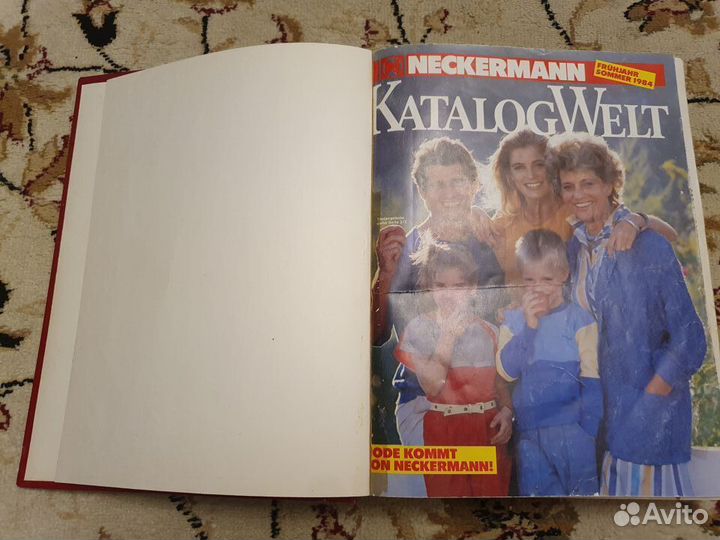 NECKERMANN
FRÜHJAHR
SOMMER 1984
KATALOGWELT
ODE KOMMT
ON NECKERMANN!
Avito